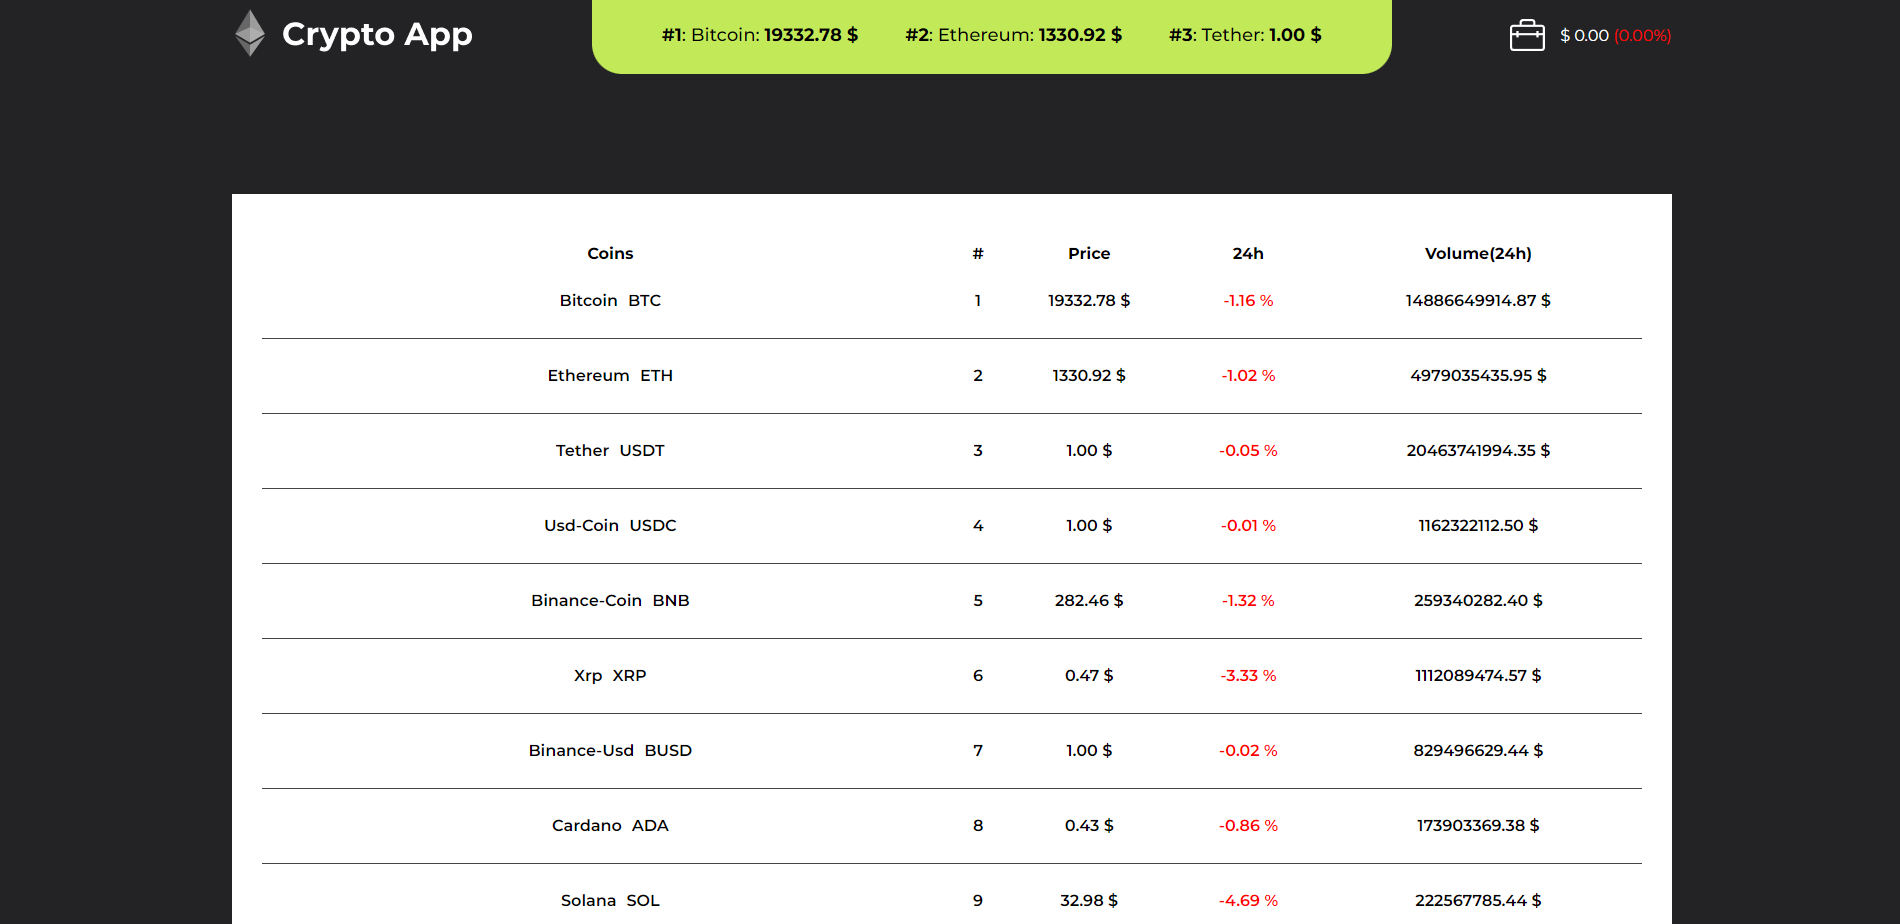 Crypto App #1: Bitcoin: 19332.78 $ #2: Ethereum: 1330.92 $ #3: Tether: 1.00 $ $ 0.00 (0.00%)
Coins # Price 24h Volume(24h)
Bitcoin BTC 1 19332.78 $ -1.16 % 14886649914.87 $
Ethereum ETH 2 1330.92 $ -1.02 % 4979035435.95 $
Tether USDT 3 1.00 $ -0.05 % 20463741994.35 $
Usd-Coin USDC 4 1.00 $ -0.01 % 1162322112.50 $
Binance-Coin BNB 5 282.46 $ -1.32 % 259340282.40 $
Xrp XRP 6 0.47 $ -3.33 % 1112089474.57 $
Binance-Usd BUSD 7 1.00 $ -0.02 % 829496629.44 $
Cardano ADA 8 0.43 $ -0.86 % 173903369.38 $
Solana SOL 9 32.98 $ -4.69 % 222567785.44 $